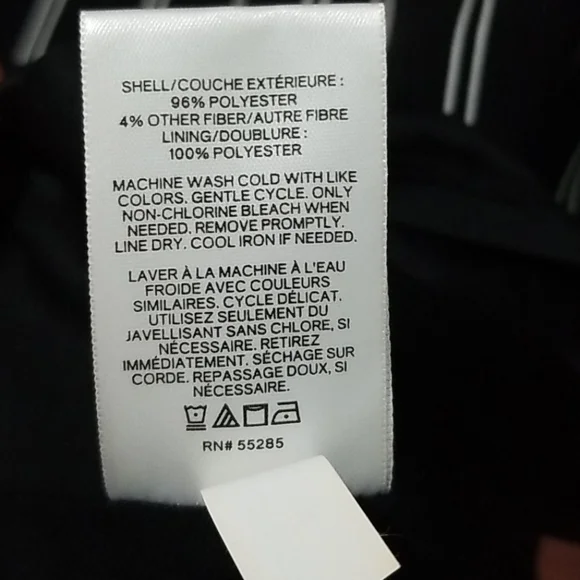 SHELL/COUCHE EXTÉRIEURE :
96% POLYESTER
4% OTHER FIBER/AUTRE FIBRE
LINING/DOUBLURE :
100% POLYESTER
MACHINE WASH COLD WITH LIKE
COLORS. GENTLE CYCLE. ONLY
NON-CHLORINE BLEACH WHEN
NEEDED. REMOVE PROMPTLY.
LINE DRY. COOL IRON IF NEEDED.
LAVER À LA MACHINE À L'EAU
FROIDE AVEC COULEURS
SIMILAIRES. CYCLE DÉLICAT.
UTILISEZ SEULEMENT DU
JAVELLISANT SANS CHLORE, SI
NÉCESSAIRE. RETIREZ
IMMÉDIATEMENT. SÉCHAGE SUR
CORDE. REPASSAGE DOUX, SI
NÉCESSAIRE.
RN# 55285